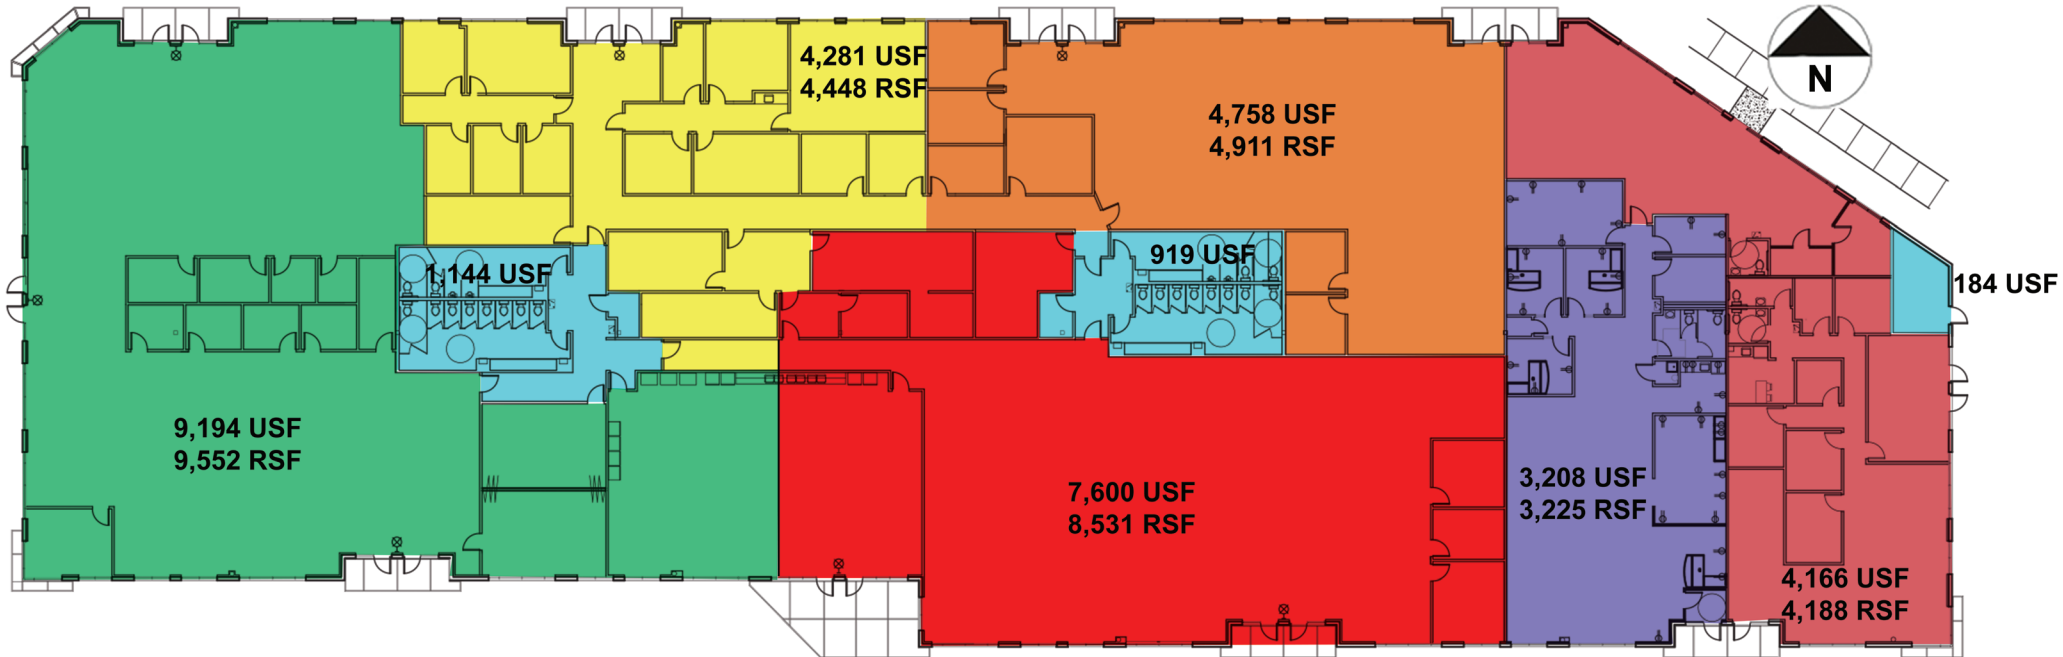 4,281 USF
4,448 RSF
N
4,758 USF
4,911 RSF
1,144 USF
919 USF
184 USF
9,194 USF
9,552 RSF
7,600 USF
8,531 RSF
3,208 USF
3,225 RSF
4,166 USF
4,188 RSF